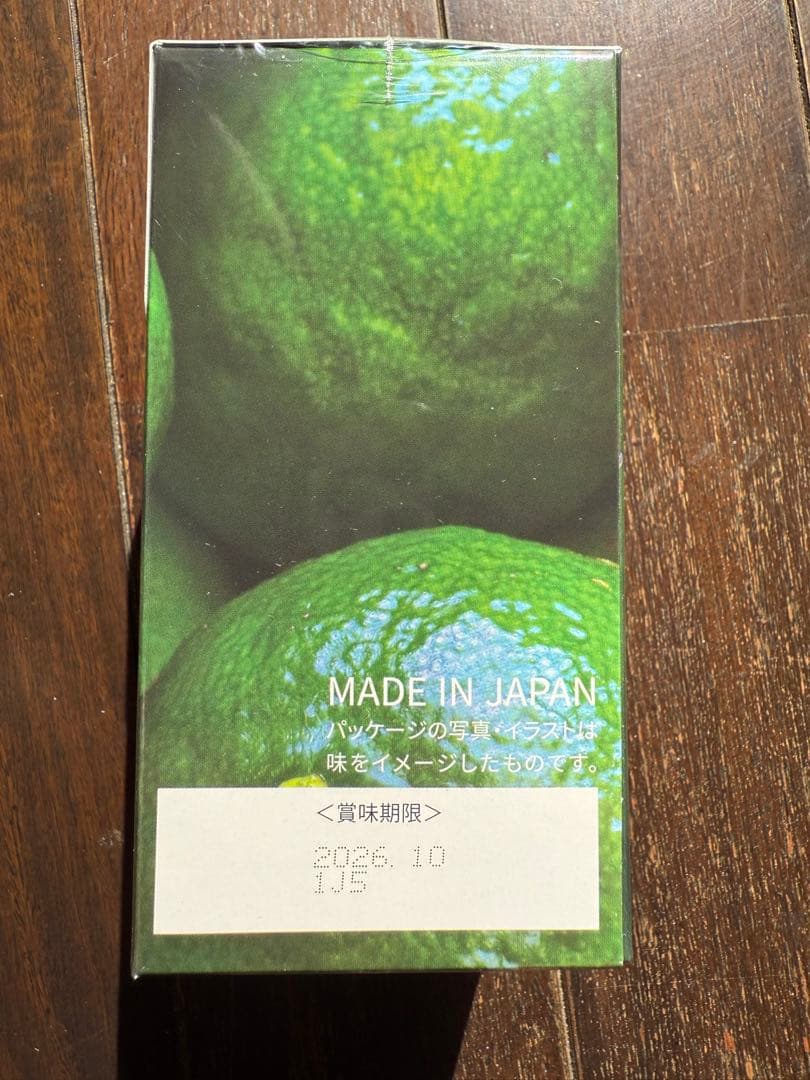 MADE IN JAPAN
パッケージの写真・イラストは
味をイメージしたものです。
＜賞味期限＞
2026. 10
1J5